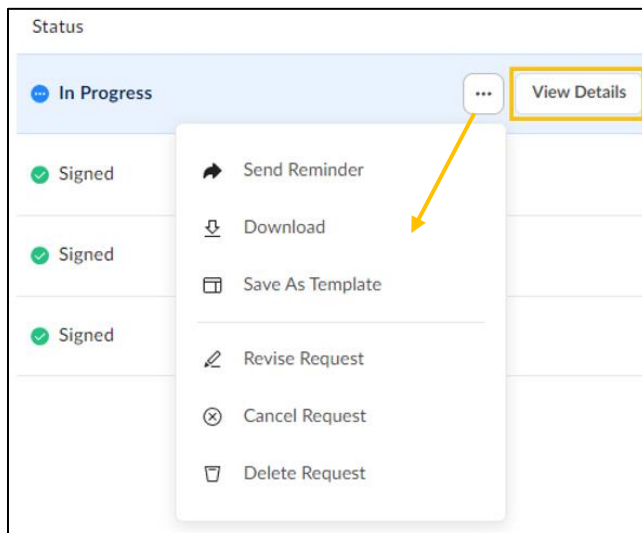 Status
In Progress
View Details
Signed
Send Reminder
Download
Signed
Save As Template
Signed
Revise Request
Cancel Request
Delete Request